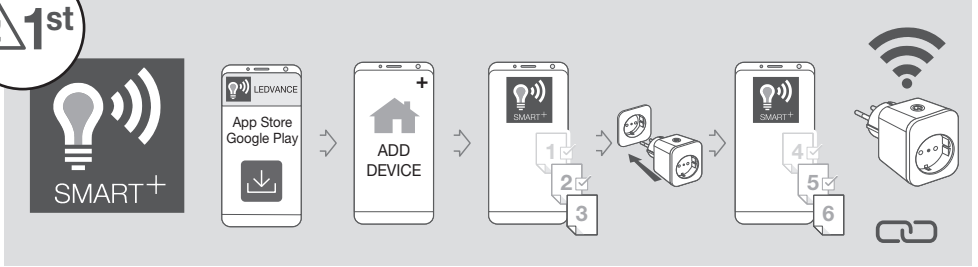 1st
SMART+
LEDVANCE
App Store
Google Play
ADD
DEVICE
SMART+
1
2
3
SMART+
4
5
6